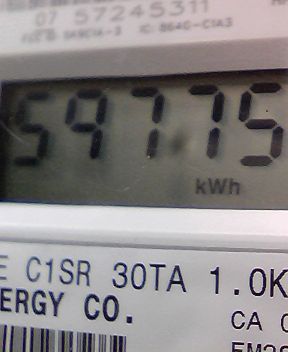 07 57245311
59775
kWh
E C1SR 30TA 1.0K
ERGY CO.
CA